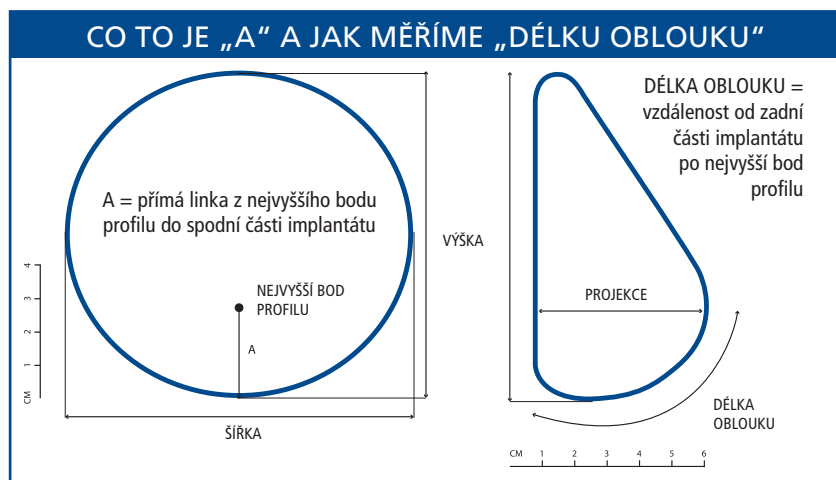 CO TO JE „A“ A JAK MĚŘÍME „DÉLKU OBLOUKU“
A = přímá linka z nejvyššího bodu
profilu do spodní části implantátu
NEJVYŠŠÍ BOD
PROFILU
A
CM 1 2 3 4
ŠÍŘKA
VÝŠKA
DÉLKA OBLOUKU =
vzdálenost od zadní
části implantátu
po nejvyšší bod
profilu
PROJEKCE
DÉLKA
OBLOUKU
CM 1 2 3 4 5 6